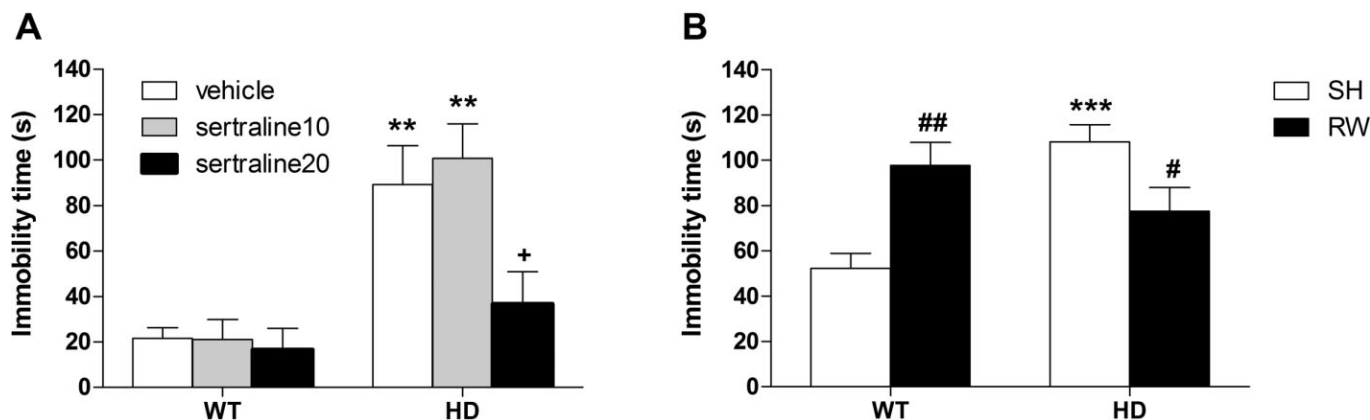 A
Immobility time (s)
140
120
100
80
60
40
20
0
vehicle
sertraline10
sertraline20
**
**
+
WT
HD
B
Immobility time (s)
140
120
100
80
60
40
20
0
##
***
#
WT
HD
SH
RW